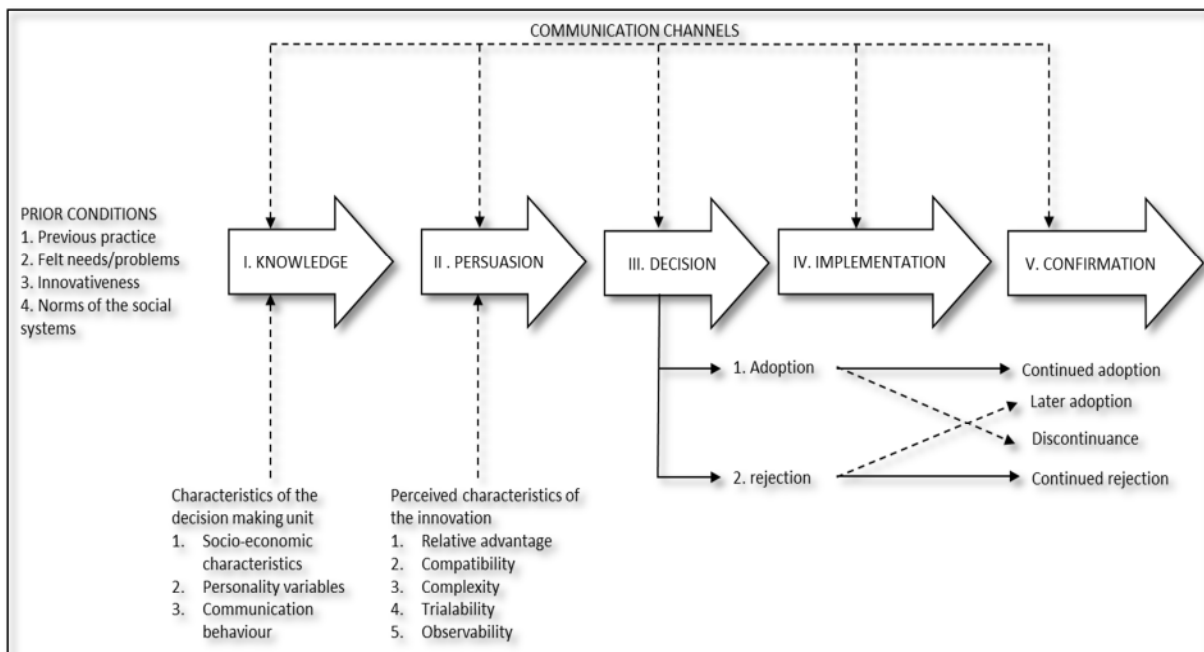 COMMUNICATION CHANNELS
PRIOR CONDITIONS
1. Previous practice
2. Felt needs/problems
3. Innovativeness
4. Norms of the social
systems
I. KNOWLEDGE
II . PERSUASION
III. DECISION
IV. IMPLEMENTATION
V. CONFIRMATION
1. Adoption
2. rejection
Continued adoption
Later adoption
Discontinuance
Continued rejection
Characteristics of the
decision making unit
1. Socio-economic
characteristics
2. Personality variables
3. Communication
behaviour
Perceived characteristics of
the innovation
1. Relative advantage
2. Compatibility
3. Complexity
4. Trialability
5. Observability